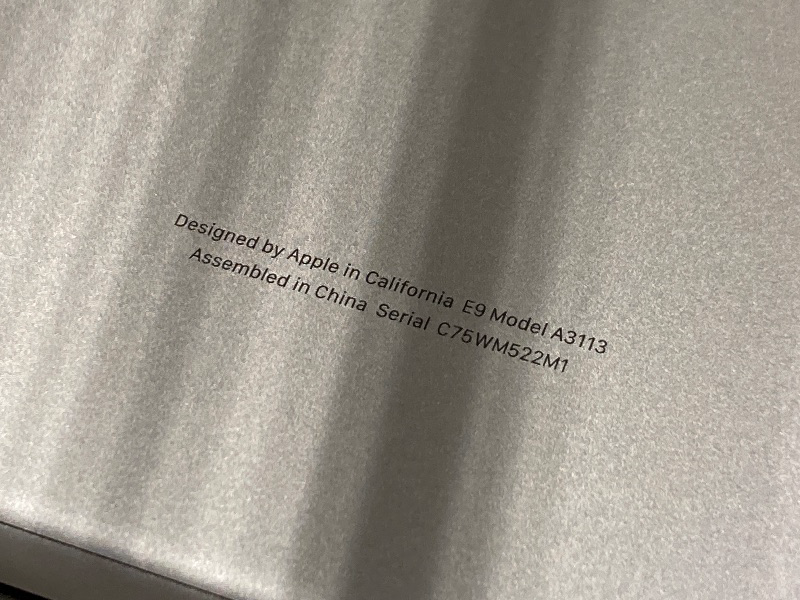 Designed by Apple in California E9 Model A3113
Assembled in China Serial C75WM522M1